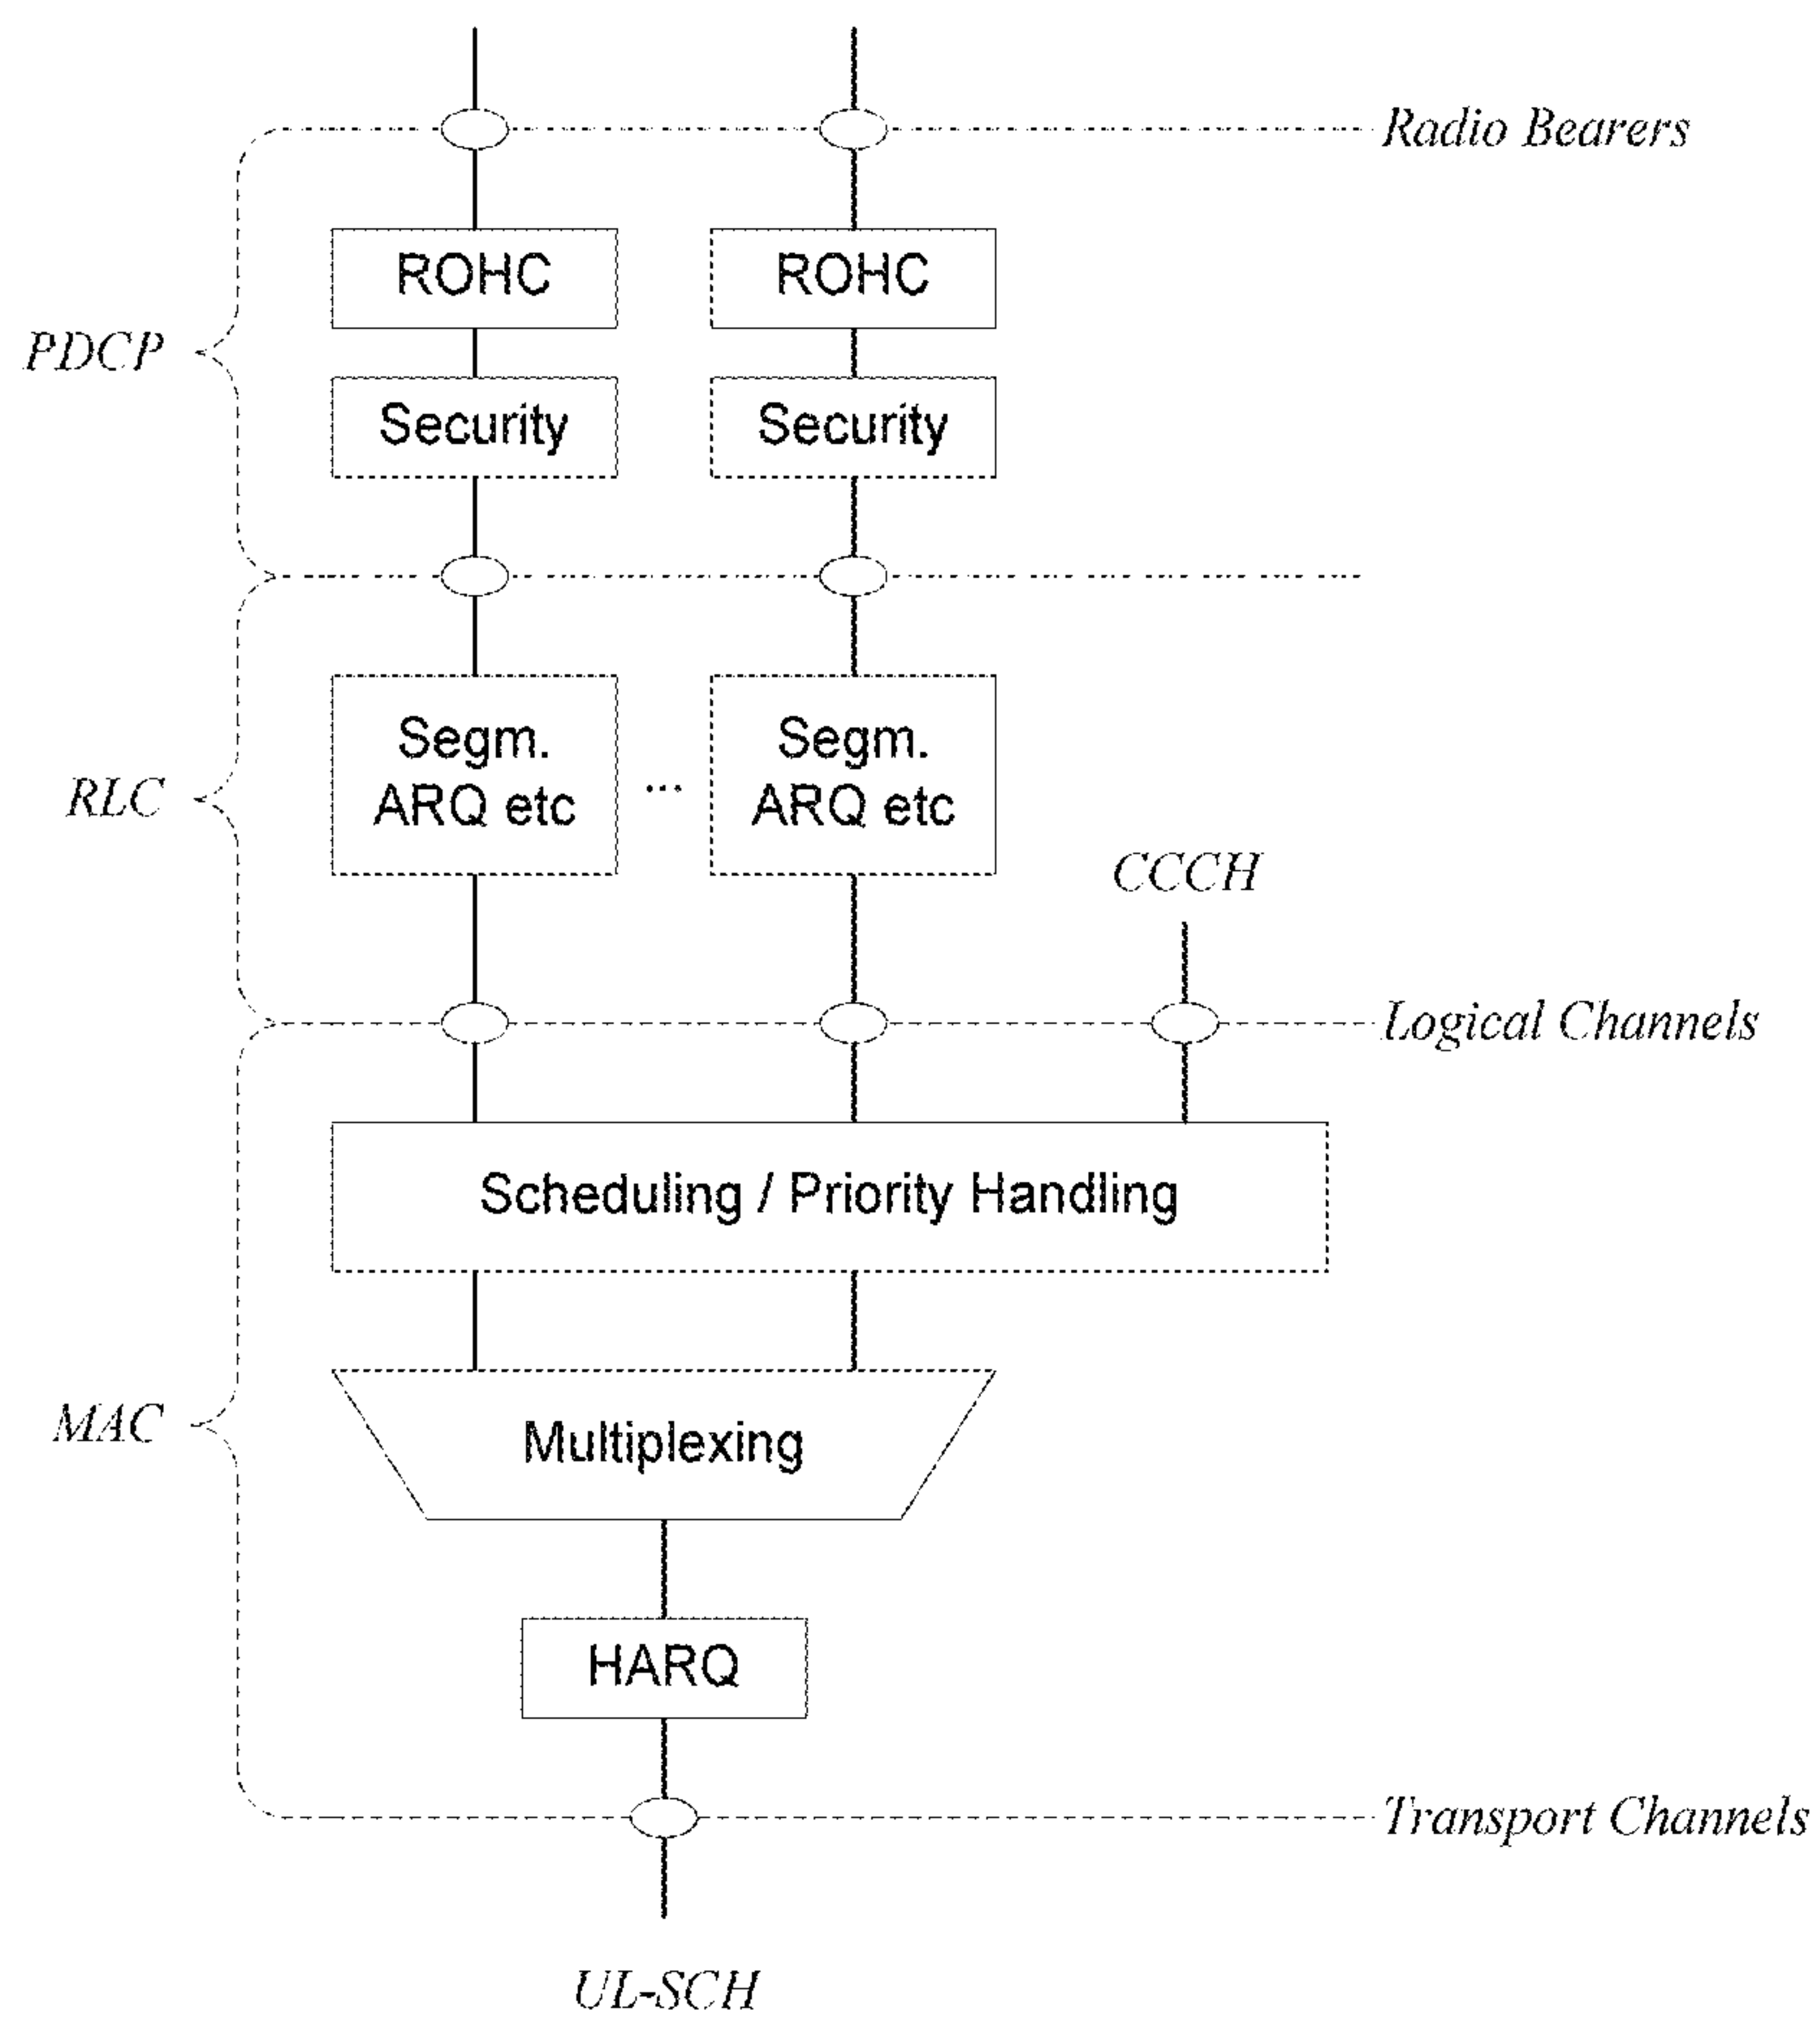 Radio Bearers
ROHC
ROHC
PDCP
Security
Security
Segm.
ARQ etc
...
Segm.
ARQ etc
RLC
CCCH
Logical Channels
Scheduling / Priority Handling
MAC
Multiplexing
HARQ
Transport Channels
UL-SCH